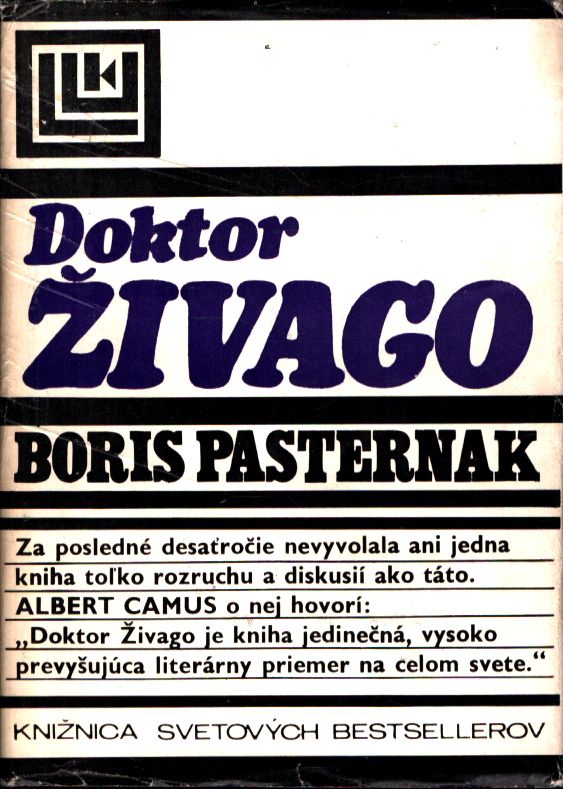 Doktor
ŽIVAGO
BORIS PASTERNAK
Za posledné desaťročie nevyvolala ani jedna
kniha toľko rozruchu a diskusií ako táto.
ALBERT CAMUS o nej hovorí:
„Doktor Živago je kniha jedinečná, vysoko
prevyšujúca literárny priemer na celom svete.“
KNIŽNICA SVETOVÝCH BESTSELLEROV